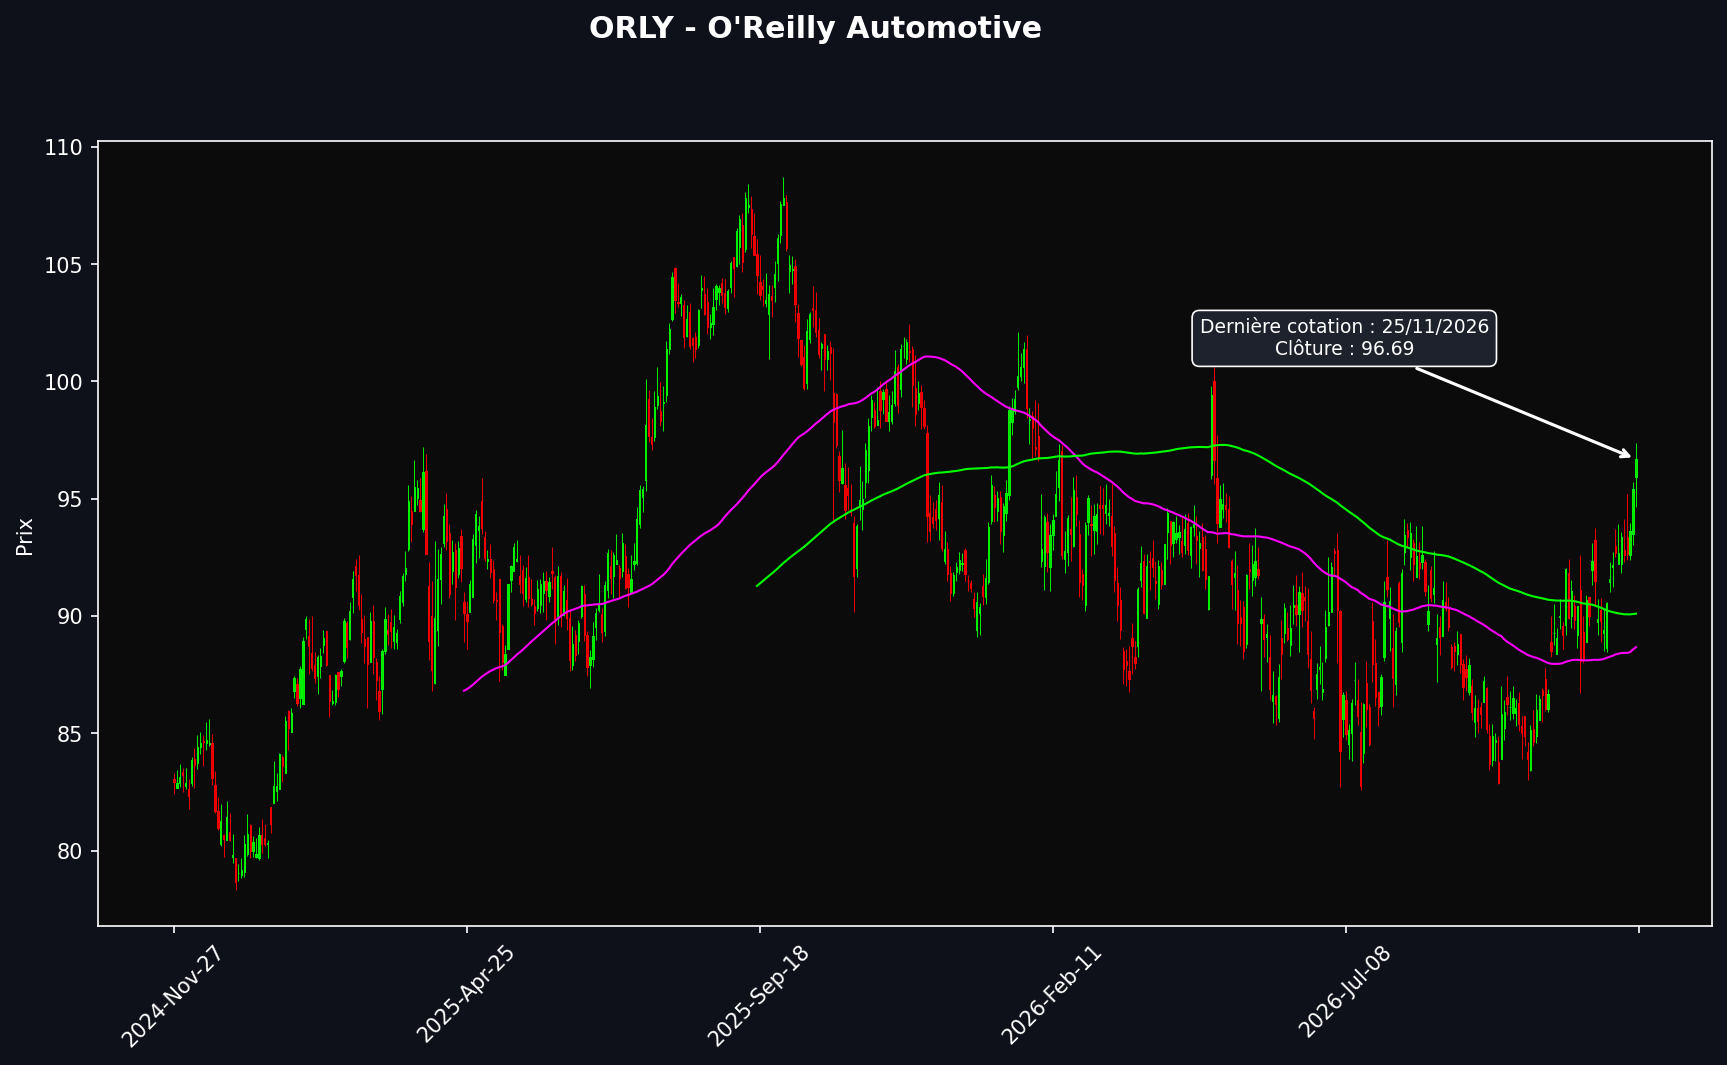 ORLY - O'Reilly Automotive
110
105
100
95
90
85
80
Prix
Dernière cotation : 25/11/2026
Clôture : 96.69
2024-Nov-27
2025-Apr-25
2025-Sep-18
2026-Feb-11
2026-Jul-08